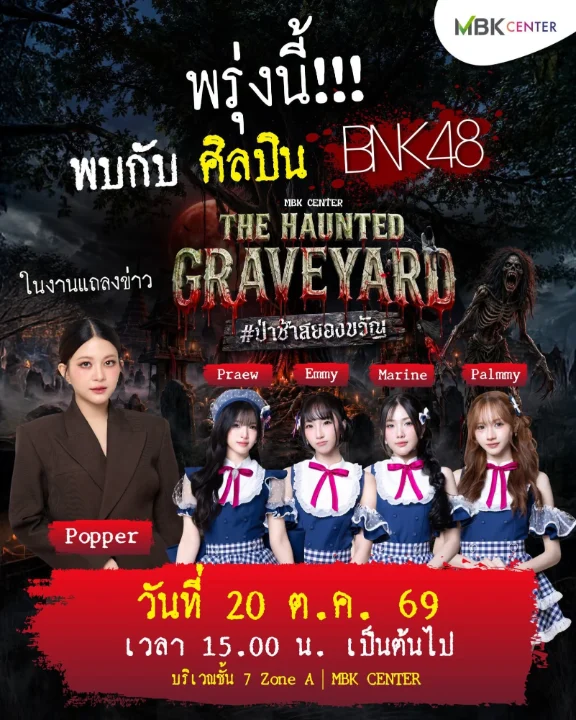 MBK CENTER
พรุ่งนี้!!!
พบกับ ศิลปิน BNK48
MBK CENTER
THE HAUNTED
GRAVEYARD
ในงานแถลงข่าว
#ป่าช้าสยองขวัญ
Praew Emmy Marine Palmmy
Popper
วันที่ 20 ต.ค. 69
เวลา 15.00 น. เป็นต้นไป
บริเวณชั้น 7 Zone A | MBK CENTER